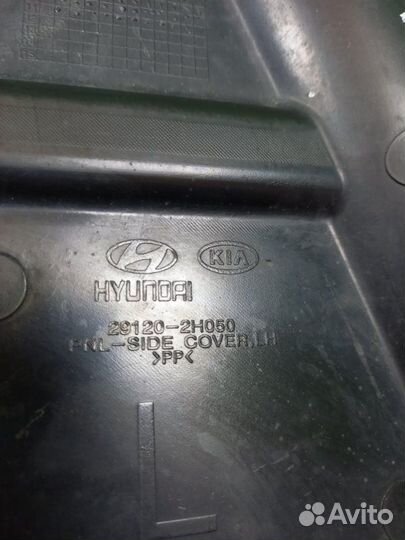 KIA
HYUNDAI
29120-2H050
PNL-SIDE COVER,LH
>PP<
L
Avito